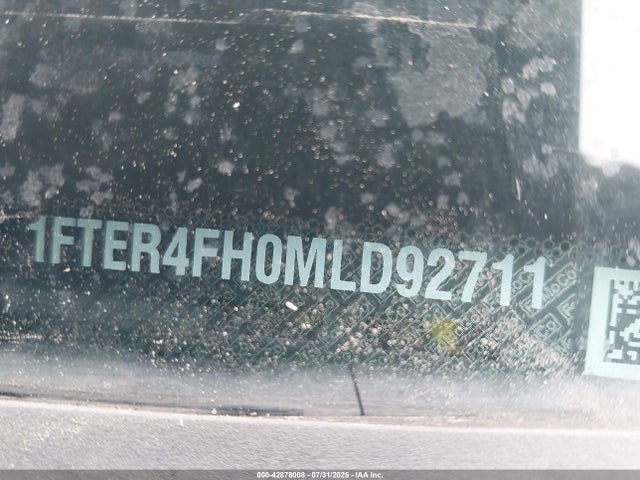 1FTER4FH0MLD92711
000-42878008 | 07/31/2025 | IAA Inc.